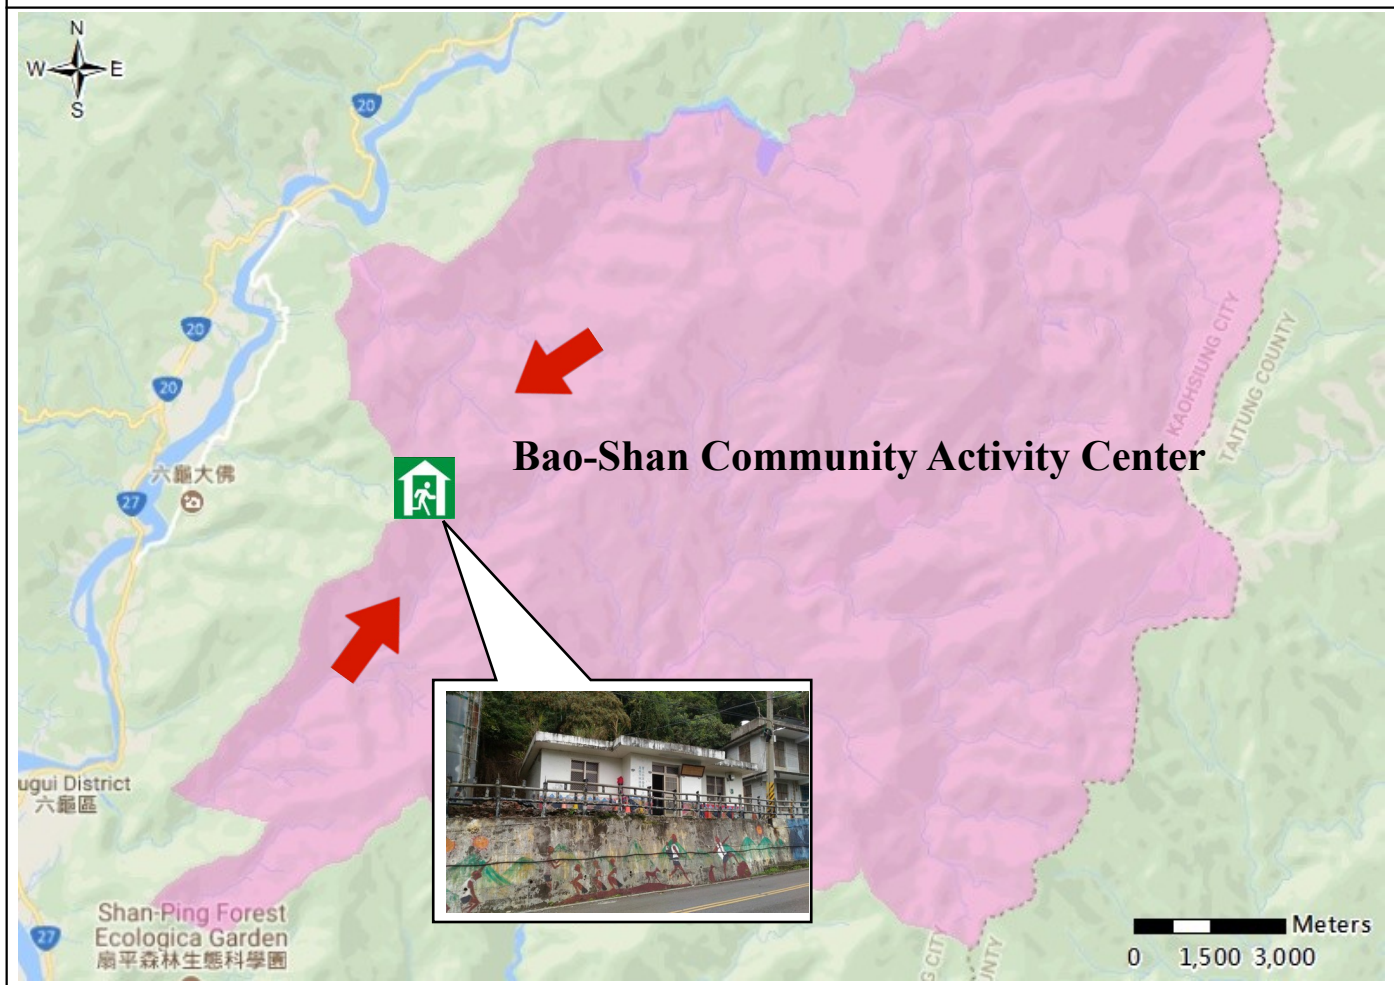 N
W E
S
20
20
20
KAOHSIUNG CITY
TAITUNG COUNTY
Bao-Shan Community Activity Center
六龜大佛
27
ugui District
六龜區
Shan-Ping Forest
Ecologica Garden
扇平森林生態科學園
27
Meters
0 1,500 3,000
G CITY
UNTY